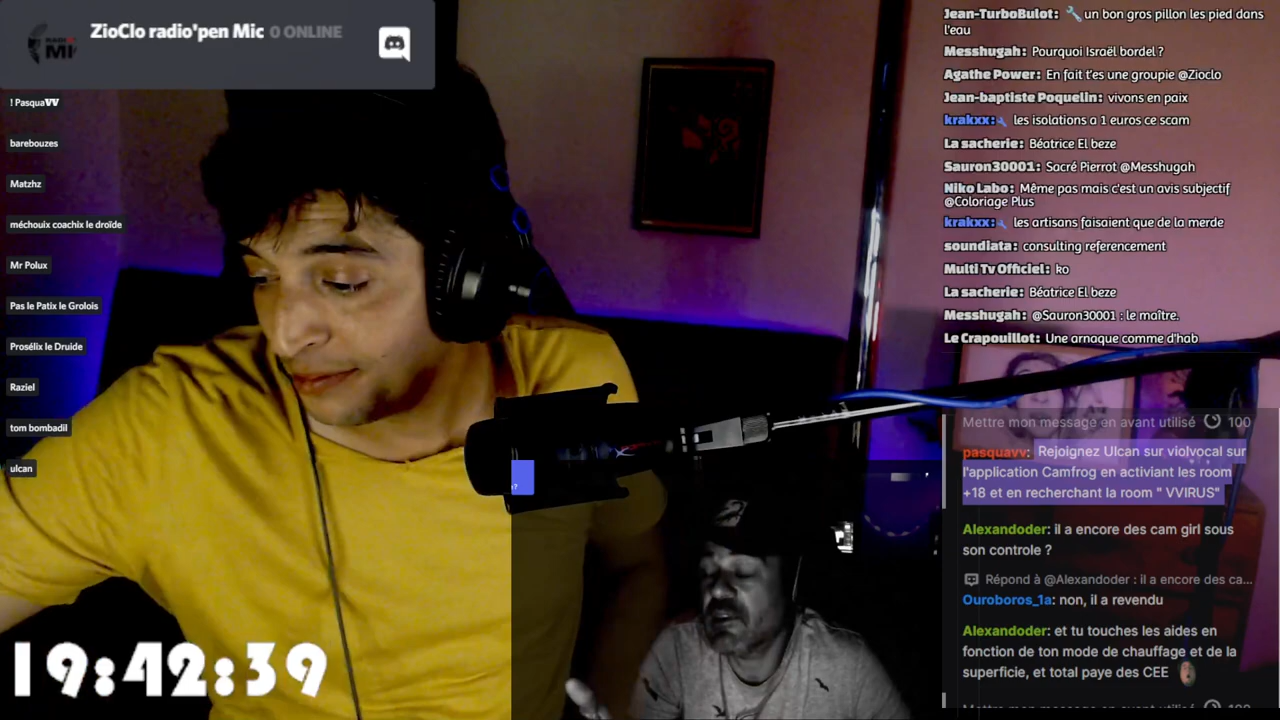 ZioClo radio'pen Mic 0 ONLINE
! PasquaVV
barebouzes
Matzhz
méchouix coachix le droïde
Mr Polux
Pas le Patix le Grolois
Prosélix le Druide
Raziel
tom bombadil
ulcan
19:42:39
Jean-TurboBulot: un bon gros pillon les pied dans
l'eau
Messhugah: Pourquoi Israël bordel ?
Agathe Power: En fait t'es une groupie @Zioclo
Jean-baptiste Poquelin: vivons en paix
krakxx: les isolations a 1 euros ce scam
La sacherie: Béatrice El beze
Sauron30001: Sacré Pierrot @Messhugah
Niko Labo: Même pas mais c'est un avis subjectif
@Coloriage Plus
krakxx: les artisans faisaient que de la merde
soundiata: consulting referencement
Multi Tv Officiel: ko
La sacherie: Béatrice El beze
Messhugah: @Sauron30001 : le maître.
Le Crapouillot: Une arnaque comme d'hab
Mettre mon message en avant utilisé 100
pasquavv: Rejoignez Ulcan sur violvocal sur
l'application Camfrog en activiant les room
+18 et en recherchant la room " VVIRUS"
Alexandoder: il a encore des cam girl sous
son controle ?
Répond à @Alexandoder : il a encore des ca...
Ouroboros_1a: non, il a revendu
Alexandoder: et tu touches les aides en
fonction de ton mode de chauffage et de la
superficie, et total paye des CEE
Mettre mon message en avant utilisé 100